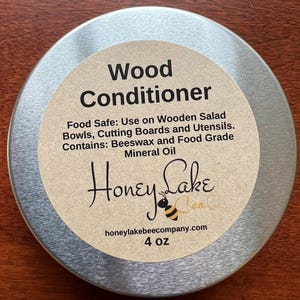 Wood
Conditioner
Food Safe: Use on Wooden Salad
Bowls, Cutting Boards and Utensils.
Contains: Beeswax and Food Grade
Mineral Oil
Honey Lake
Bee
honeylakebeecompany.com
4 oz